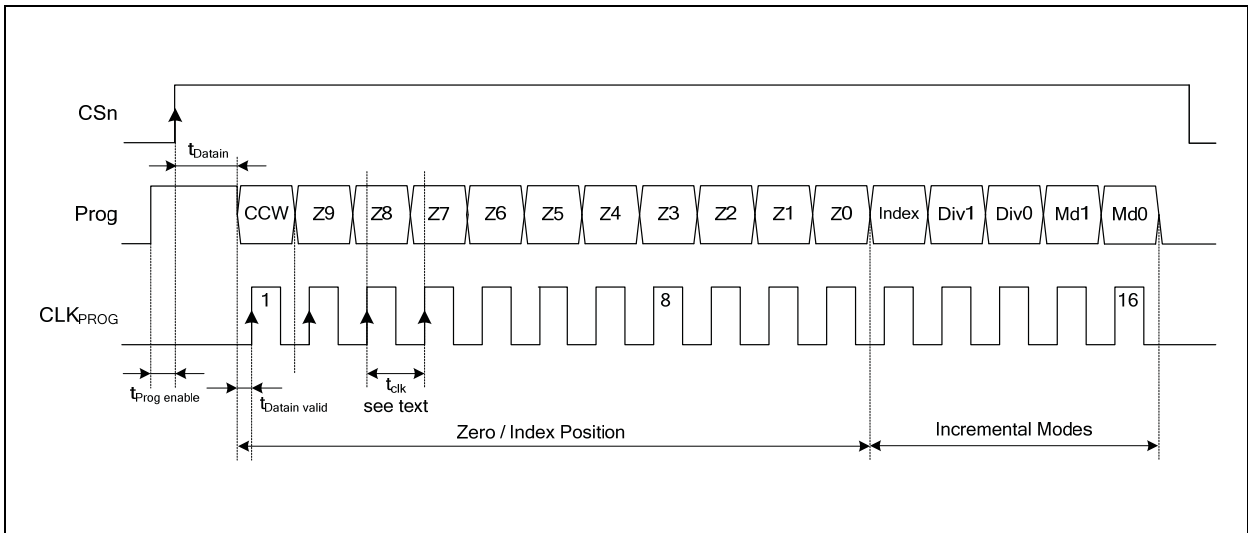 CSn
tDatain
Prog
CCW Z9 Z8 Z7 Z6 Z5 Z4 Z3 Z2 Z1 Z0 Index Div1 Div0 Md1 Md0
1 8 16
CLKPROG
tProg enable
tDatain valid
tclk
see text
Zero / Index Position
Incremental Modes